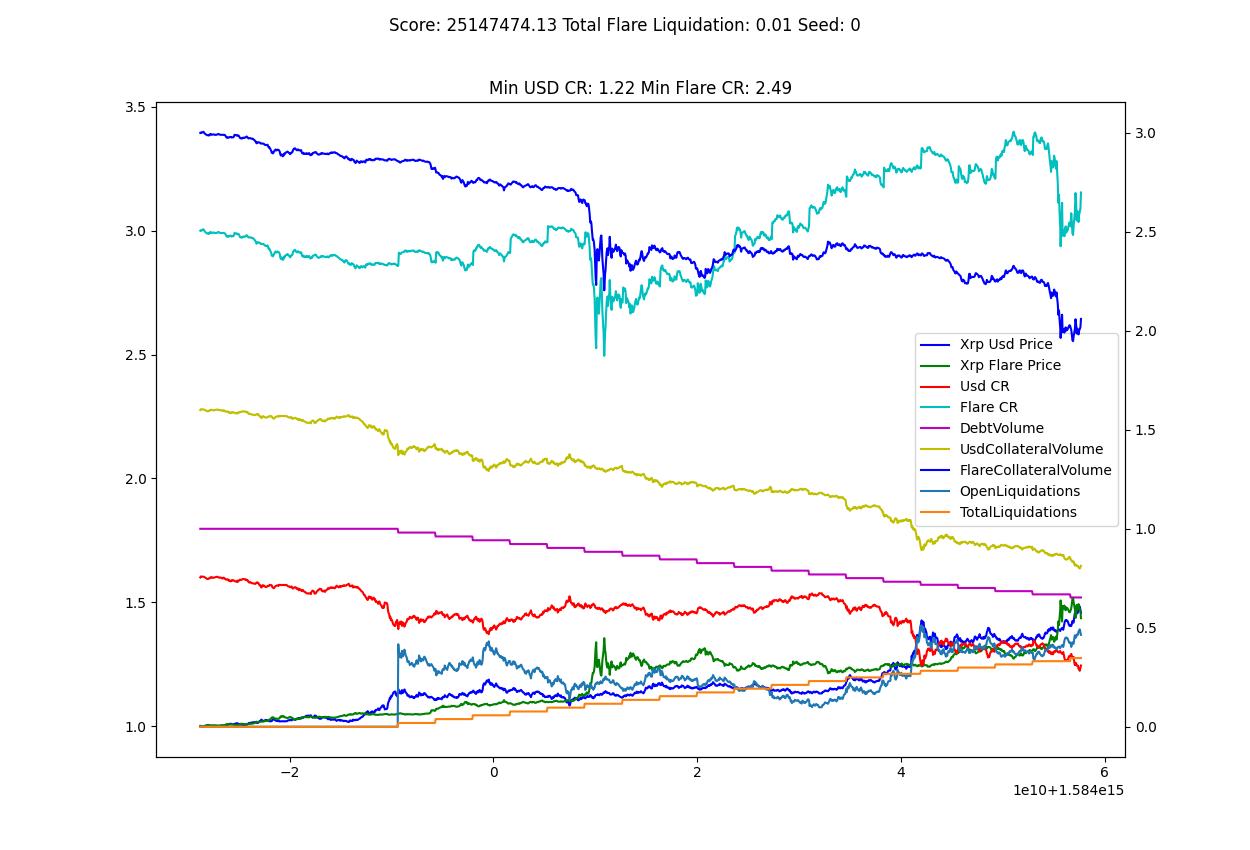 Score: 25147474.13 Total Flare Liquidation: 0.01 Seed: 0
Min USD CR: 1.22 Min Flare CR: 2.49
3.5
3.0
2.5
2.0
1.5
1.0
3.0
2.5
2.0
1.5
1.0
0.5
0.0
Xrp Usd Price
Xrp Flare Price
Usd CR
Flare CR
DebtVolume
UsdCollateralVolume
FlareCollateralVolume
OpenLiquidations
TotalLiquidations
−2 0 2 4 6
1e10+1.584e15